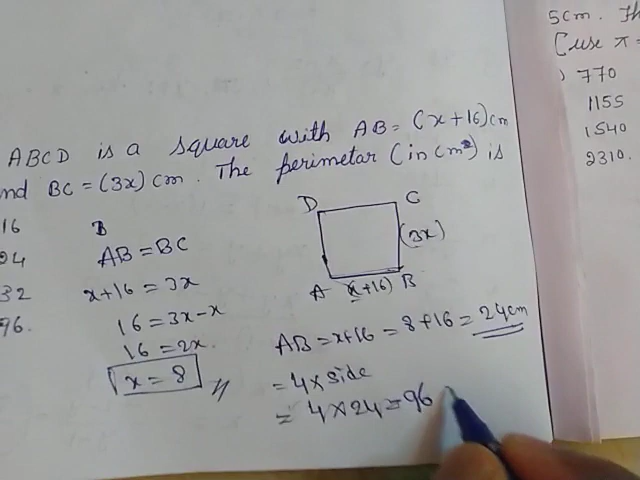 ABCD is a square with AB = (x+16)cm
nd BC = (3x) cm. The perimetar (in cm²) is
16
94
32
96.
B
AB = BC
x+16 = 3x
16 = 3x-x
16 = 2x
x = 8
D C
(3x)
A (x+16) B
AB = x+16 = 8+16 = 24cm
= 4 x side
= 4 x 24 = 96
5cm. Th
(use π =
) 770
1155
1540
2310.